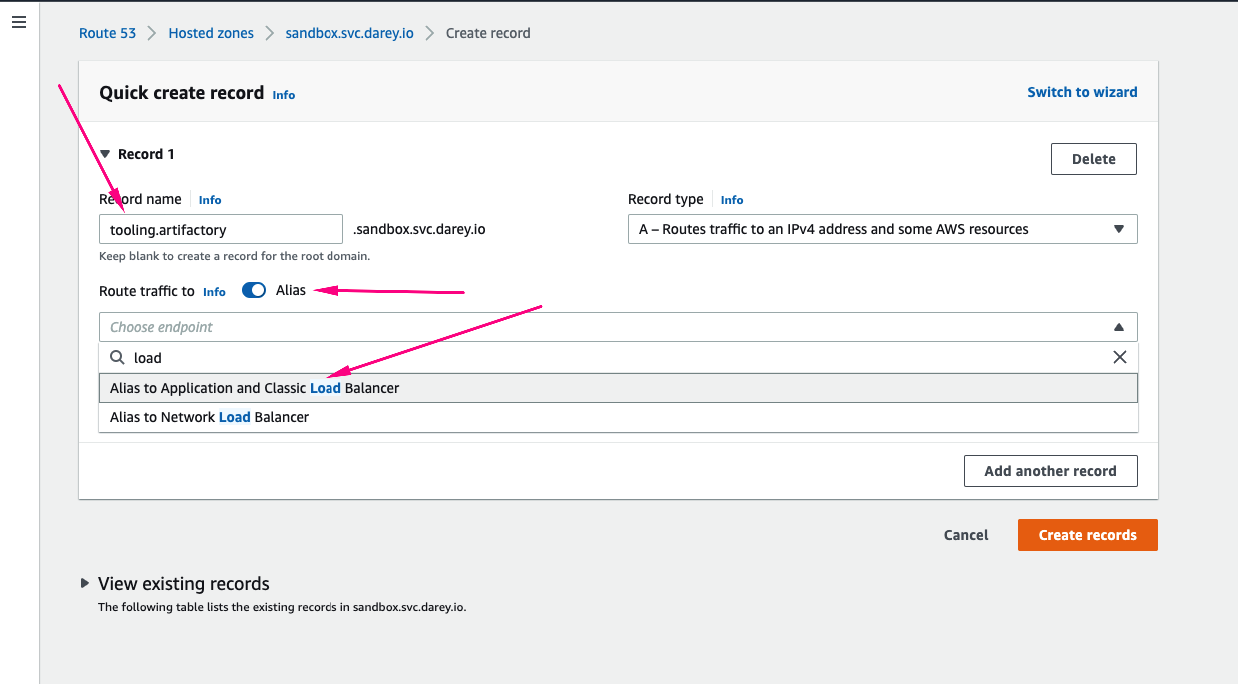 Route 53 > Hosted zones > sandbox.svc.darey.io > Create record
Quick create record Info
Switch to wizard
Record 1
Delete
Record name Info
Record type Info
tooling.artifactory .sandbox.svc.darey.io
A – Routes traffic to an IPv4 address and some AWS resources
Keep blank to create a record for the root domain.
Route traffic to Info Alias
Choose endpoint
load
Alias to Application and Classic Load Balancer
Alias to Network Load Balancer
Add another record
Cancel
Create records
View existing records
The following table lists the existing records in sandbox.svc.darey.io.